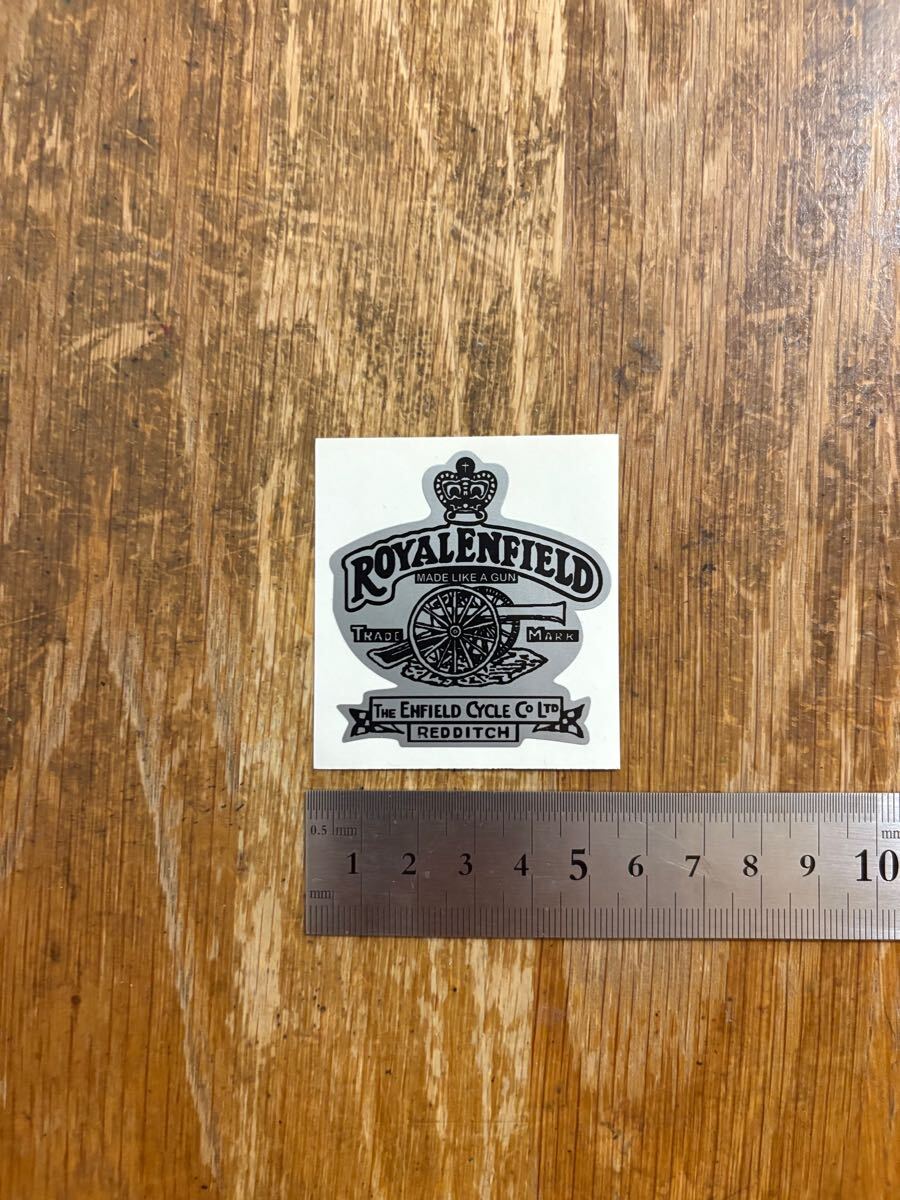 ROYAL ENFIELD
MADE LIKE A GUN
TRADE MARK
THE ENFIELD CYCLE CO LTD
REDDITCH
0.5 mm
mm
1 2 3 4 5 6 7 8 9 10
mm